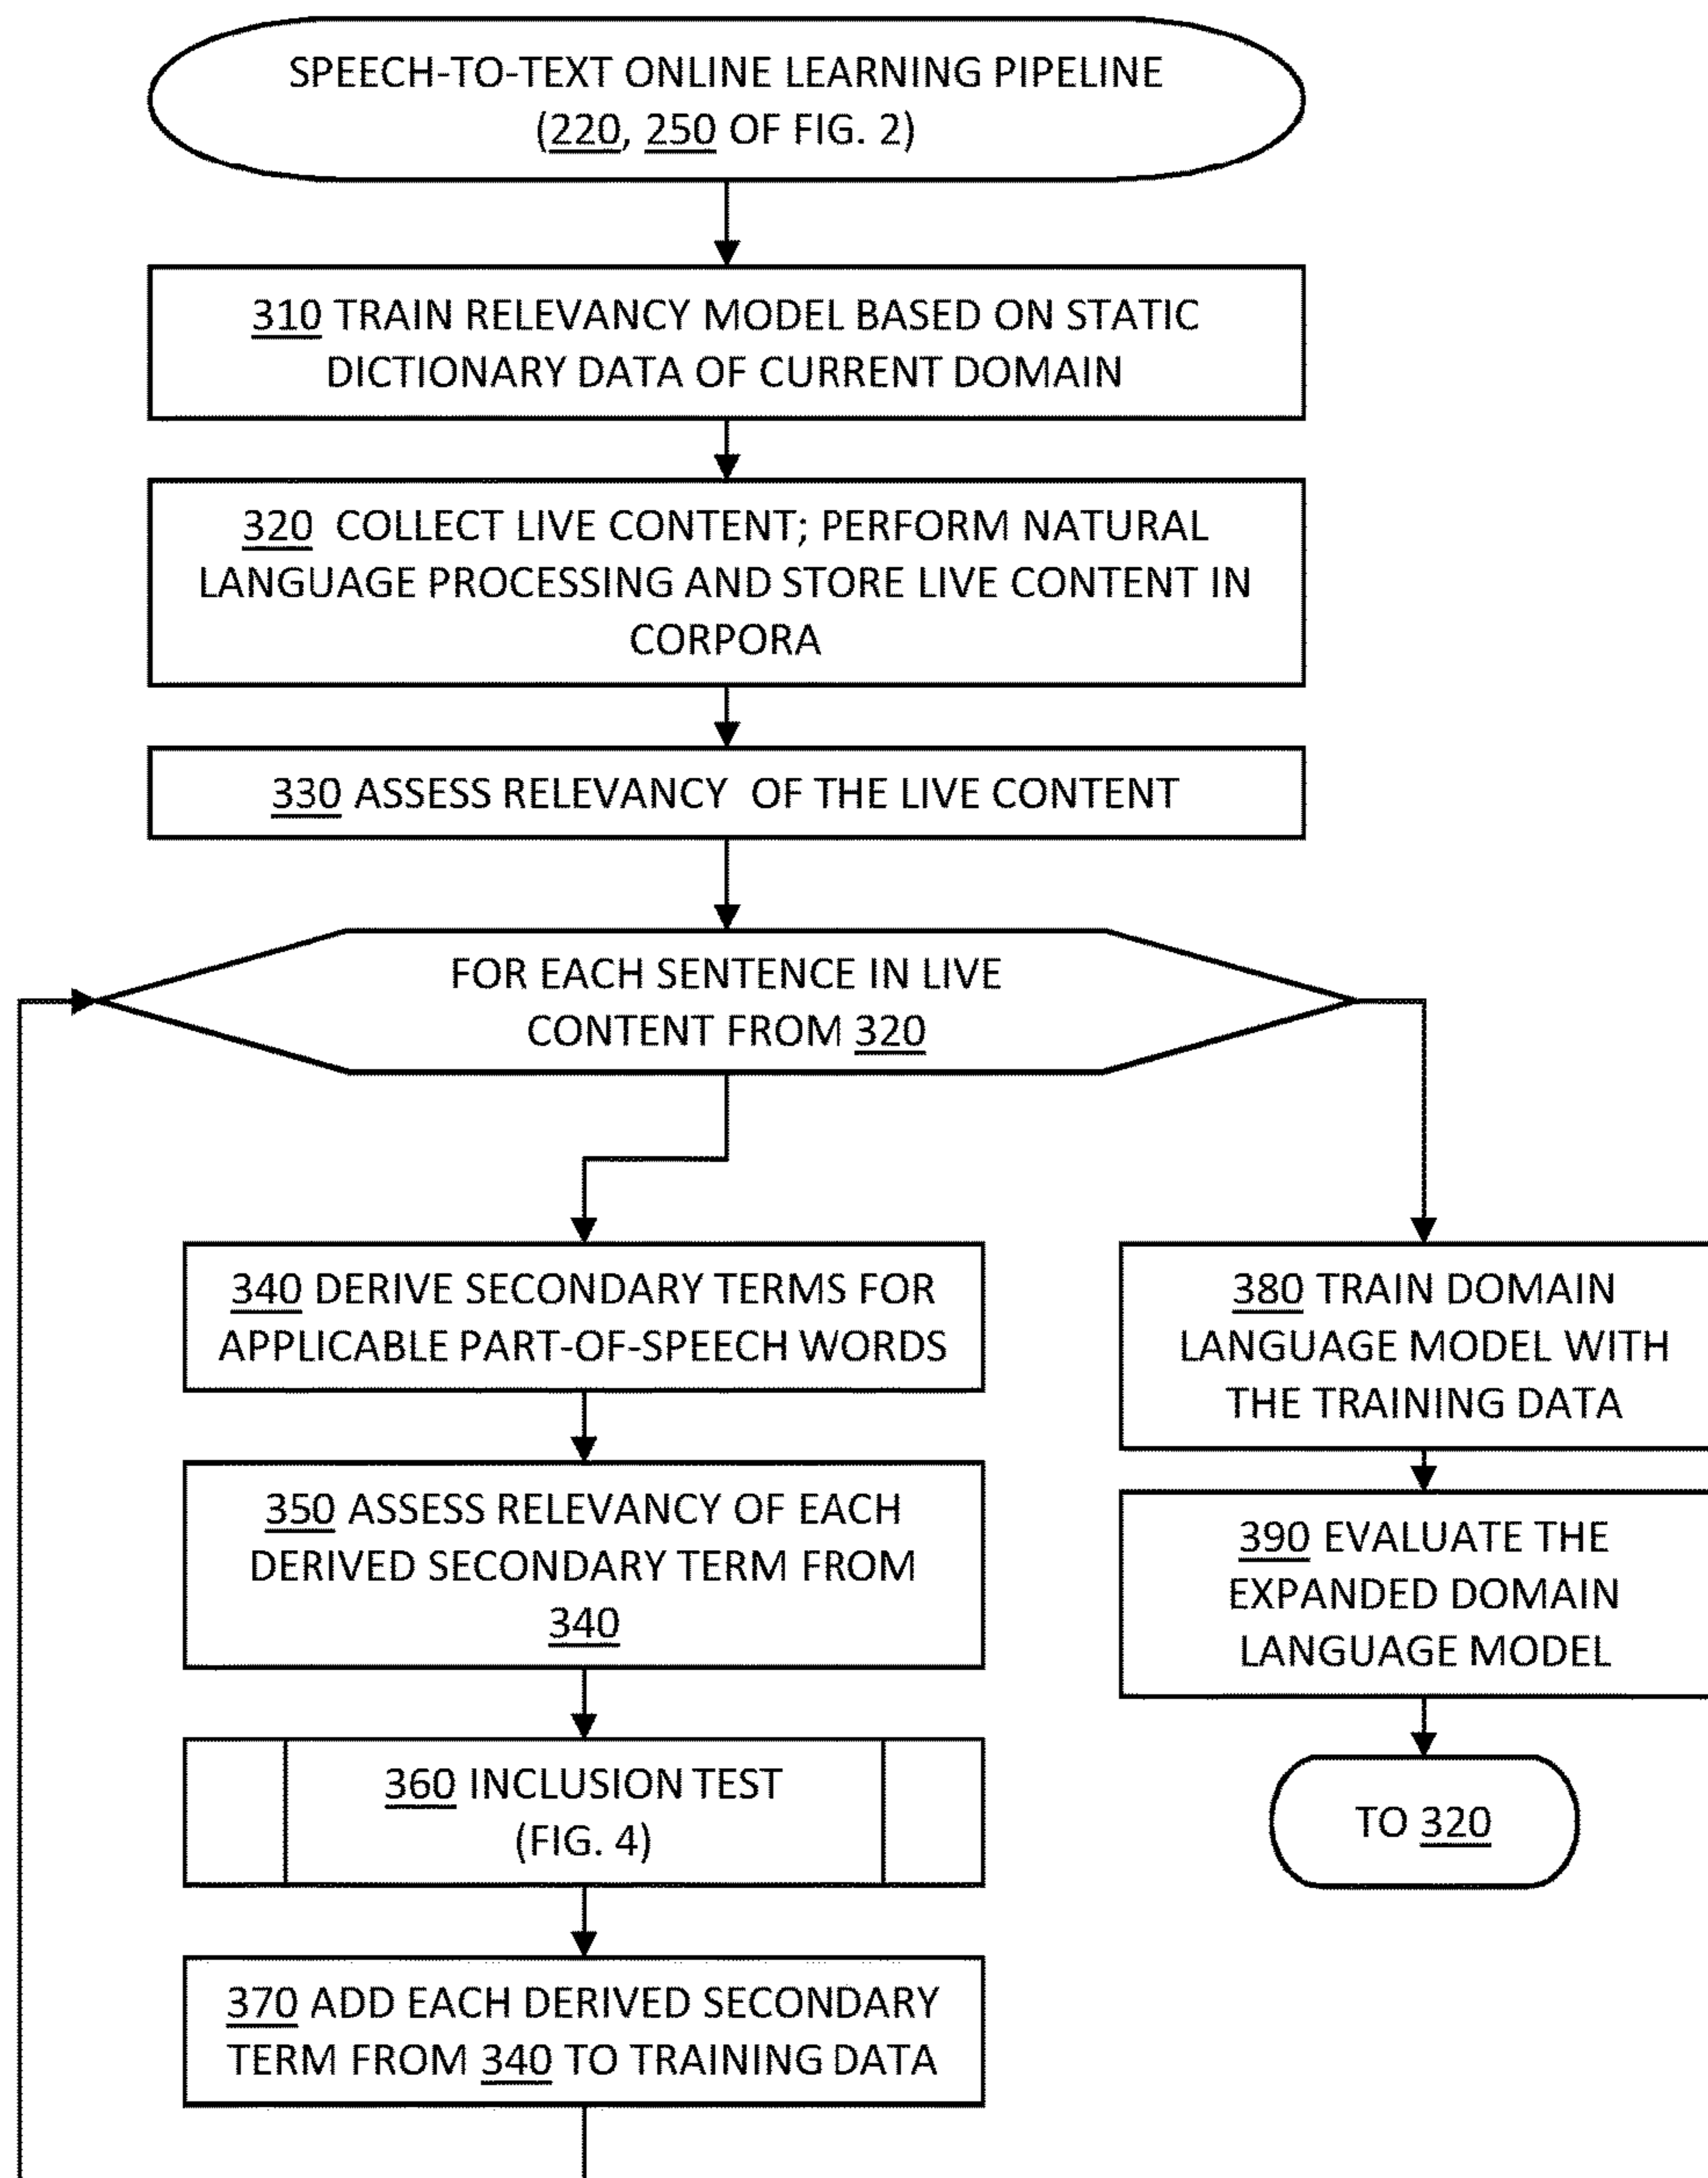 SPEECH-TO-TEXT ONLINE LEARNING PIPELINE
(220, 250 OF FIG. 2)
310 TRAIN RELEVANCY MODEL BASED ON STATIC
DICTIONARY DATA OF CURRENT DOMAIN
320 COLLECT LIVE CONTENT; PERFORM NATURAL
LANGUAGE PROCESSING AND STORE LIVE CONTENT IN
CORPORA
330 ASSESS RELEVANCY OF THE LIVE CONTENT
FOR EACH SENTENCE IN LIVE
CONTENT FROM 320
340 DERIVE SECONDARY TERMS FOR
APPLICABLE PART-OF-SPEECH WORDS
350 ASSESS RELEVANCY OF EACH
DERIVED SECONDARY TERM FROM
340
360 INCLUSION TEST
(FIG. 4)
370 ADD EACH DERIVED SECONDARY
TERM FROM 340 TO TRAINING DATA
380 TRAIN DOMAIN
LANGUAGE MODEL WITH
THE TRAINING DATA
390 EVALUATE THE
EXPANDED DOMAIN
LANGUAGE MODEL
TO 320